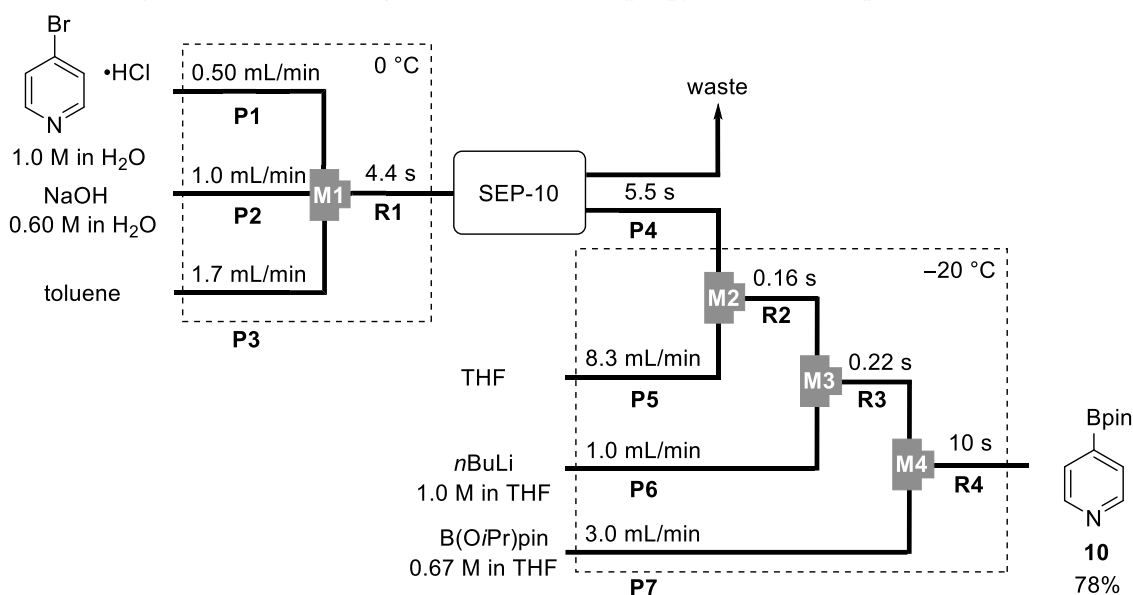 Br
•HCl
N
1.0 M in H₂O
0.50 mL/min
P1
0 °C
NaOH
0.60 M in H₂O
1.0 mL/min
P2
M1
4.4 s
R1
toluene
1.7 mL/min
P3
SEP-10
waste
5.5 s
P4
–20 °C
M2
0.16 s
R2
THF
8.3 mL/min
P5
M3
0.22 s
R3
nBuLi
1.0 M in THF
1.0 mL/min
P6
M4
10 s
R4
B(OiPr)pin
0.67 M in THF
3.0 mL/min
P7
Bpin
N
10
78%